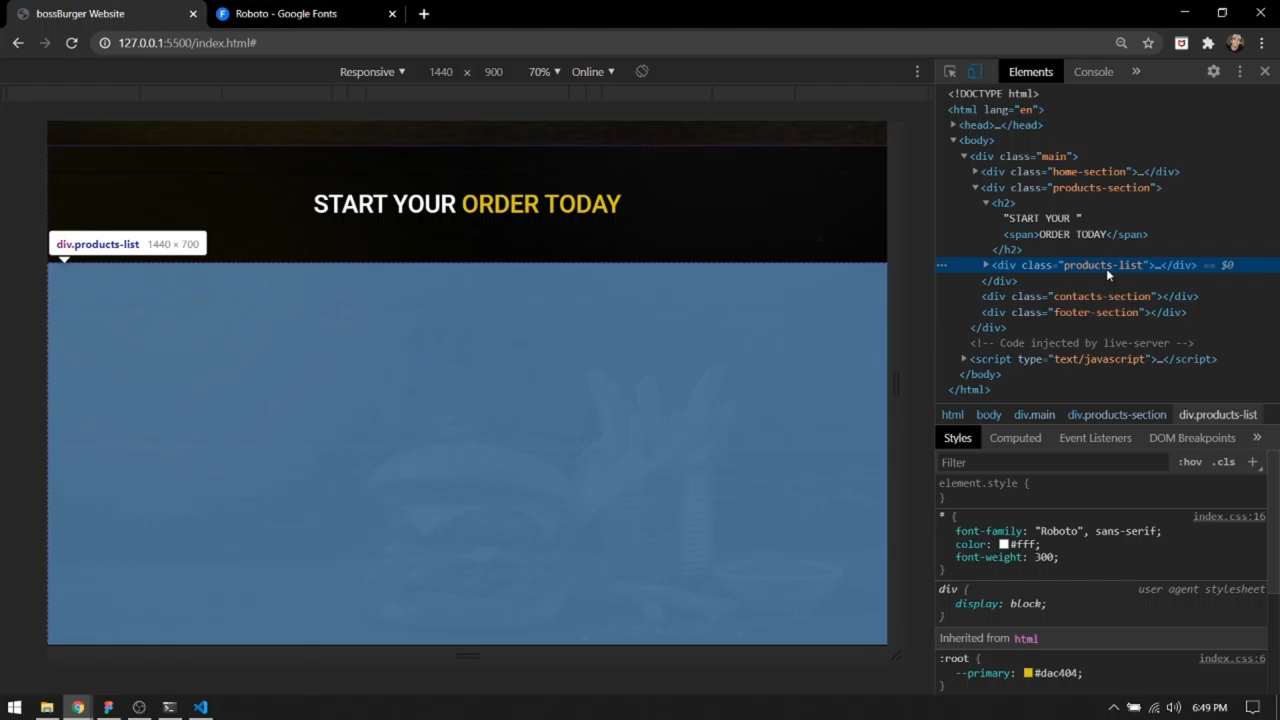 bossBurger Website
Roboto - Google Fonts
127.0.0.1:5500/index.html#
Responsive 1440 × 900 70% Online
Elements Console
<!DOCTYPE html>
<html lang="en">
<head>…</head>
<body>
<div class="main">
<div class="home-section">…</div>
<div class="products-section">
<h2>
"START YOUR "
<span>ORDER TODAY</span>
</h2>
<div class="products-list">…</div> == $0
</div>
<div class="contacts-section"></div>
<div class="footer-section"></div>
</div>
<!-- Code injected by live-server -->
<script type="text/javascript">…</script>
</body>
</html>
START YOUR ORDER TODAY
div.products-list 1440 × 700
html body div.main div.products-section div.products-list
Styles Computed Event Listeners DOM Breakpoints
Filter :hov .cls
element.style {
}
* { index.css:16
font-family: "Roboto", sans-serif;
color: #fff;
font-weight: 300;
}
div { user agent stylesheet
display: block;
}
Inherited from html
:root { index.css:6
--primary: #dac404;
}
6:49 PM